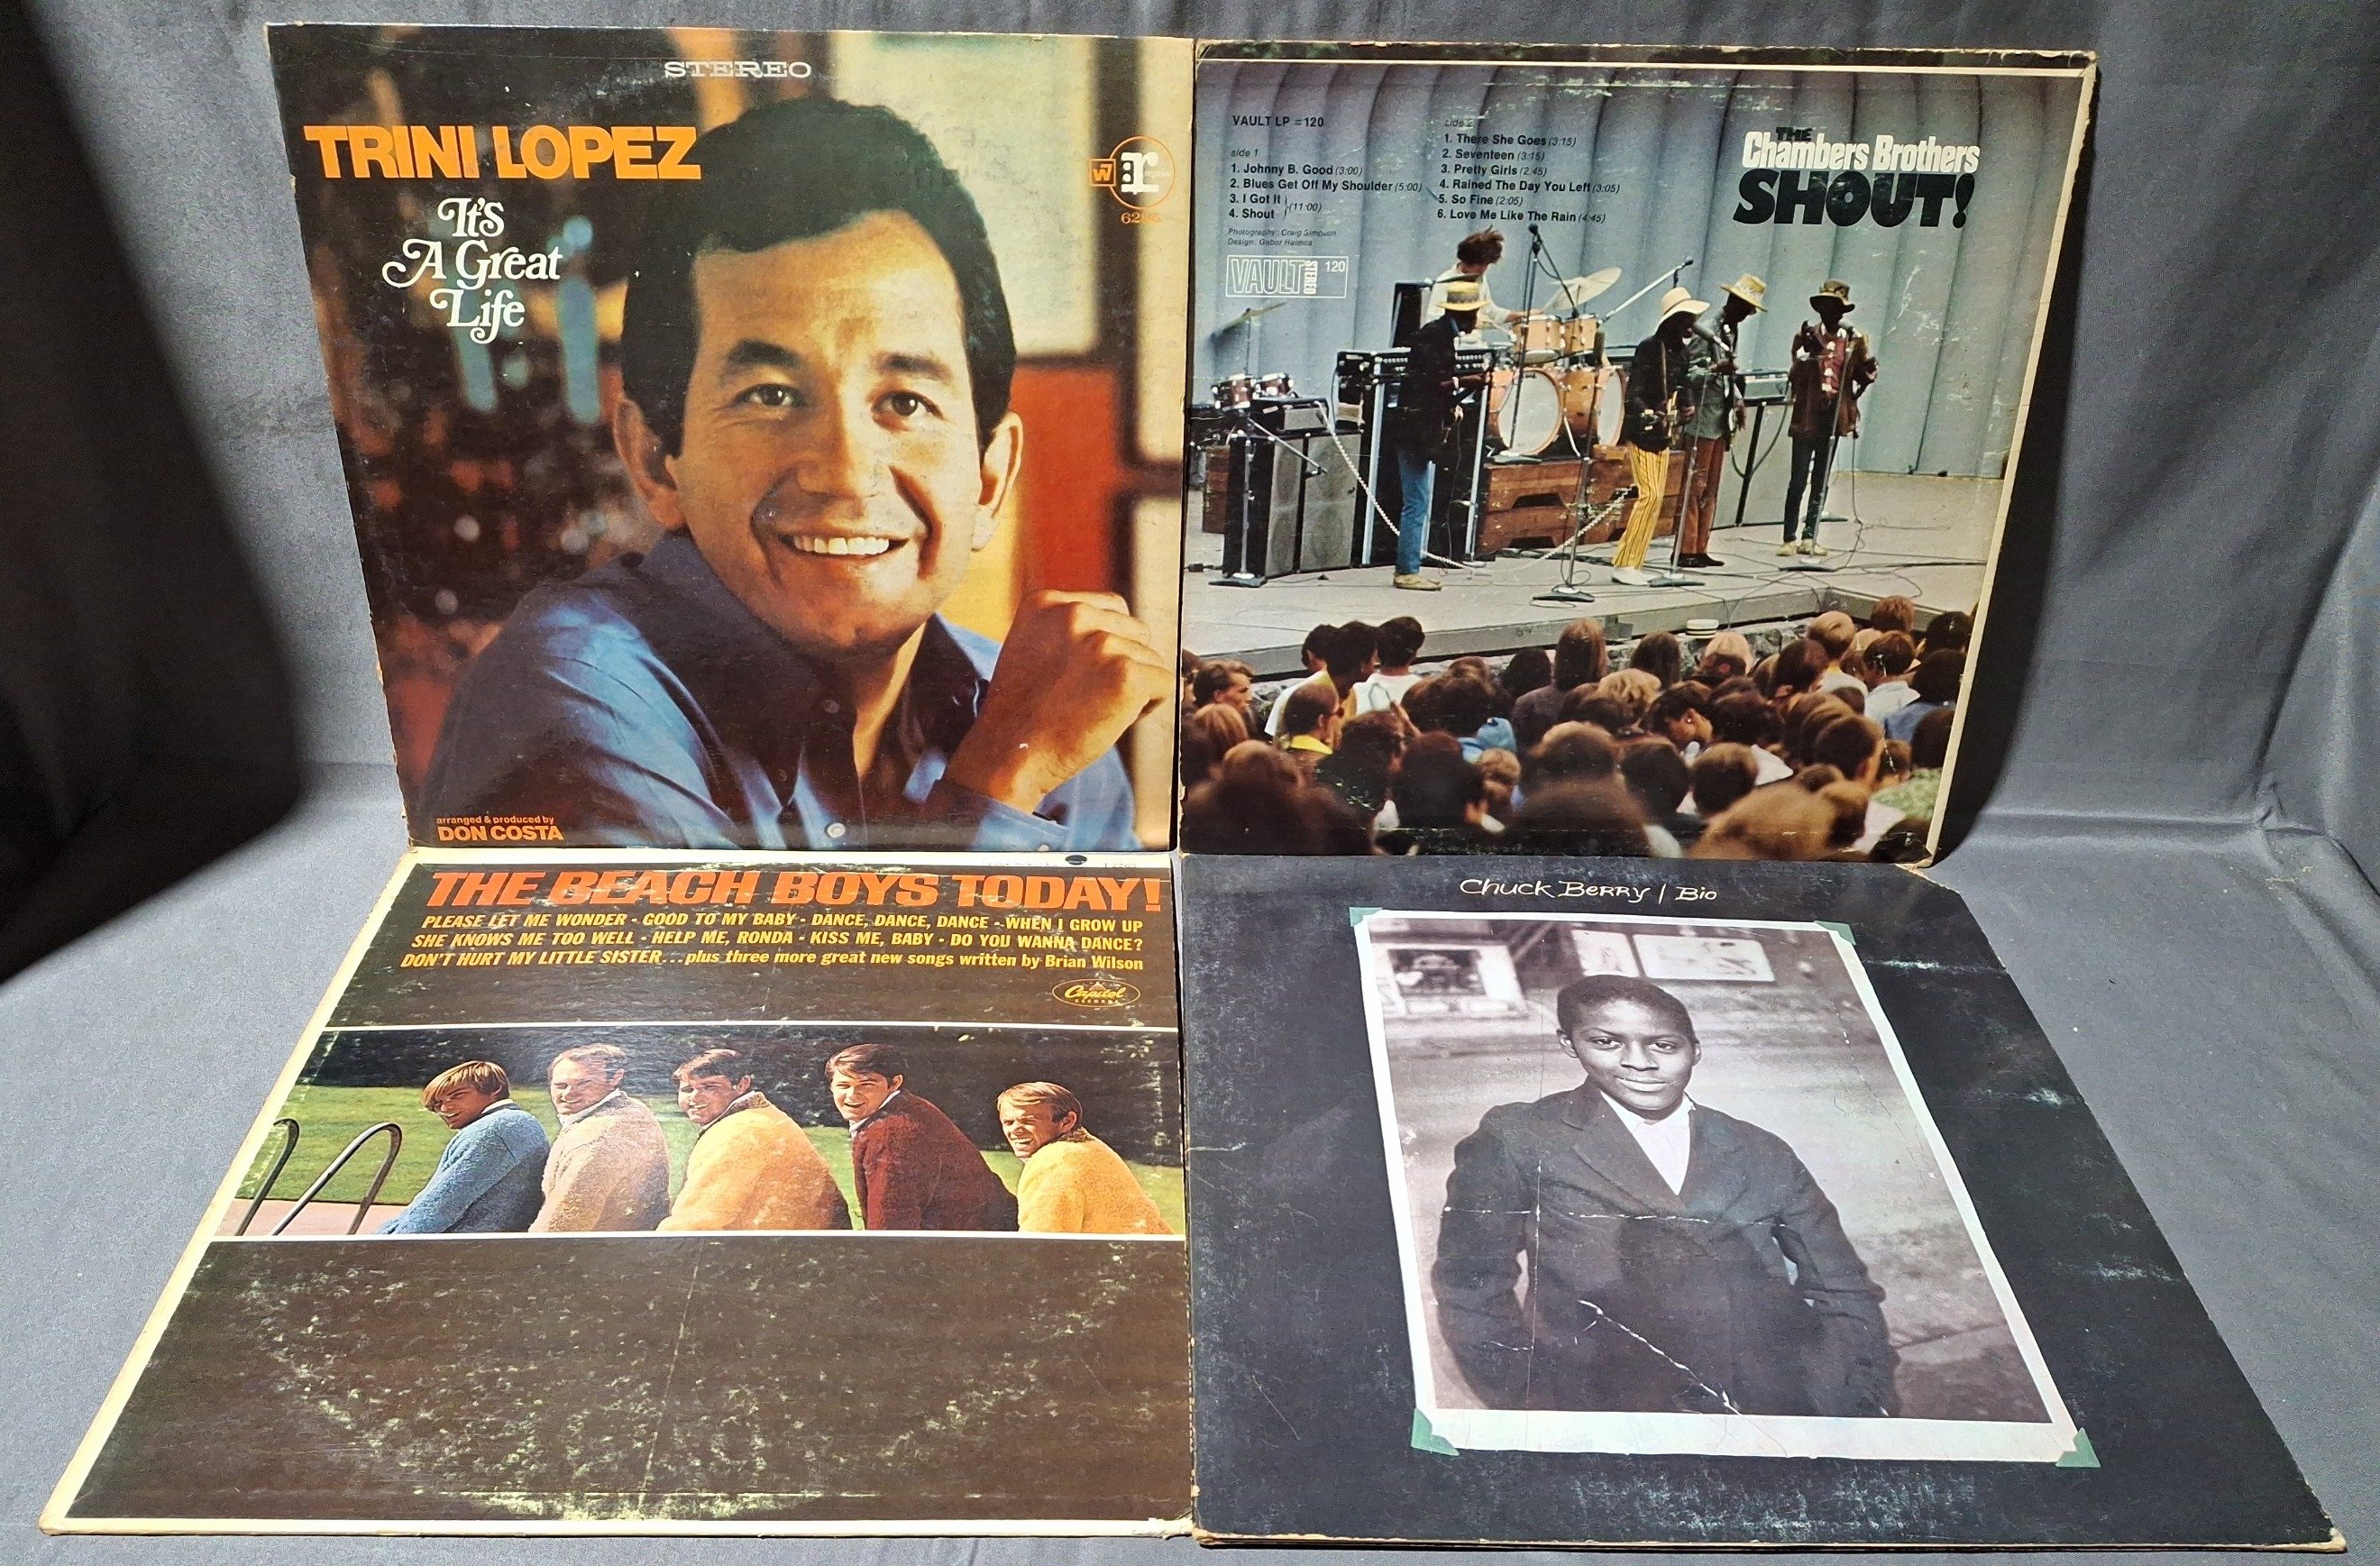 STEREO
TRINI LOPEZ
It's
A Great
Life
W
r
arranged & produced by
DON COSTA
VAULT LP =120
side 1
1. Johnny B. Good (3:00)
2. Blues Get Off My Shoulder (5:00)
3. I Got It
4. Shout
(11:00)
Photography: Craig Simpson
Design: Gabor Halmos
VAULT STEREO 120
side 2
1. There She Goes (3:15)
2. Seventeen (3:15)
3. Pretty Girls (2:45)
4. Rained The Day You Left (3:05)
5. So Fine (2:05)
6. Love Me Like The Rain (4:45)
THE
Chambers Brothers
SHOUT!
THE BEACH BOYS TODAY!
PLEASE LET ME WONDER - GOOD TO MY BABY - DANCE, DANCE, DANCE - WHEN I GROW UP
SHE KNOWS ME TOO WELL - HELP ME, RONDA - KISS ME, BABY - DO YOU WANNA DANCE?
DON'T HURT MY LITTLE SISTER...plus three more great new songs written by Brian Wilson
Capitol
RECORDS
Chuck Berry / Bio